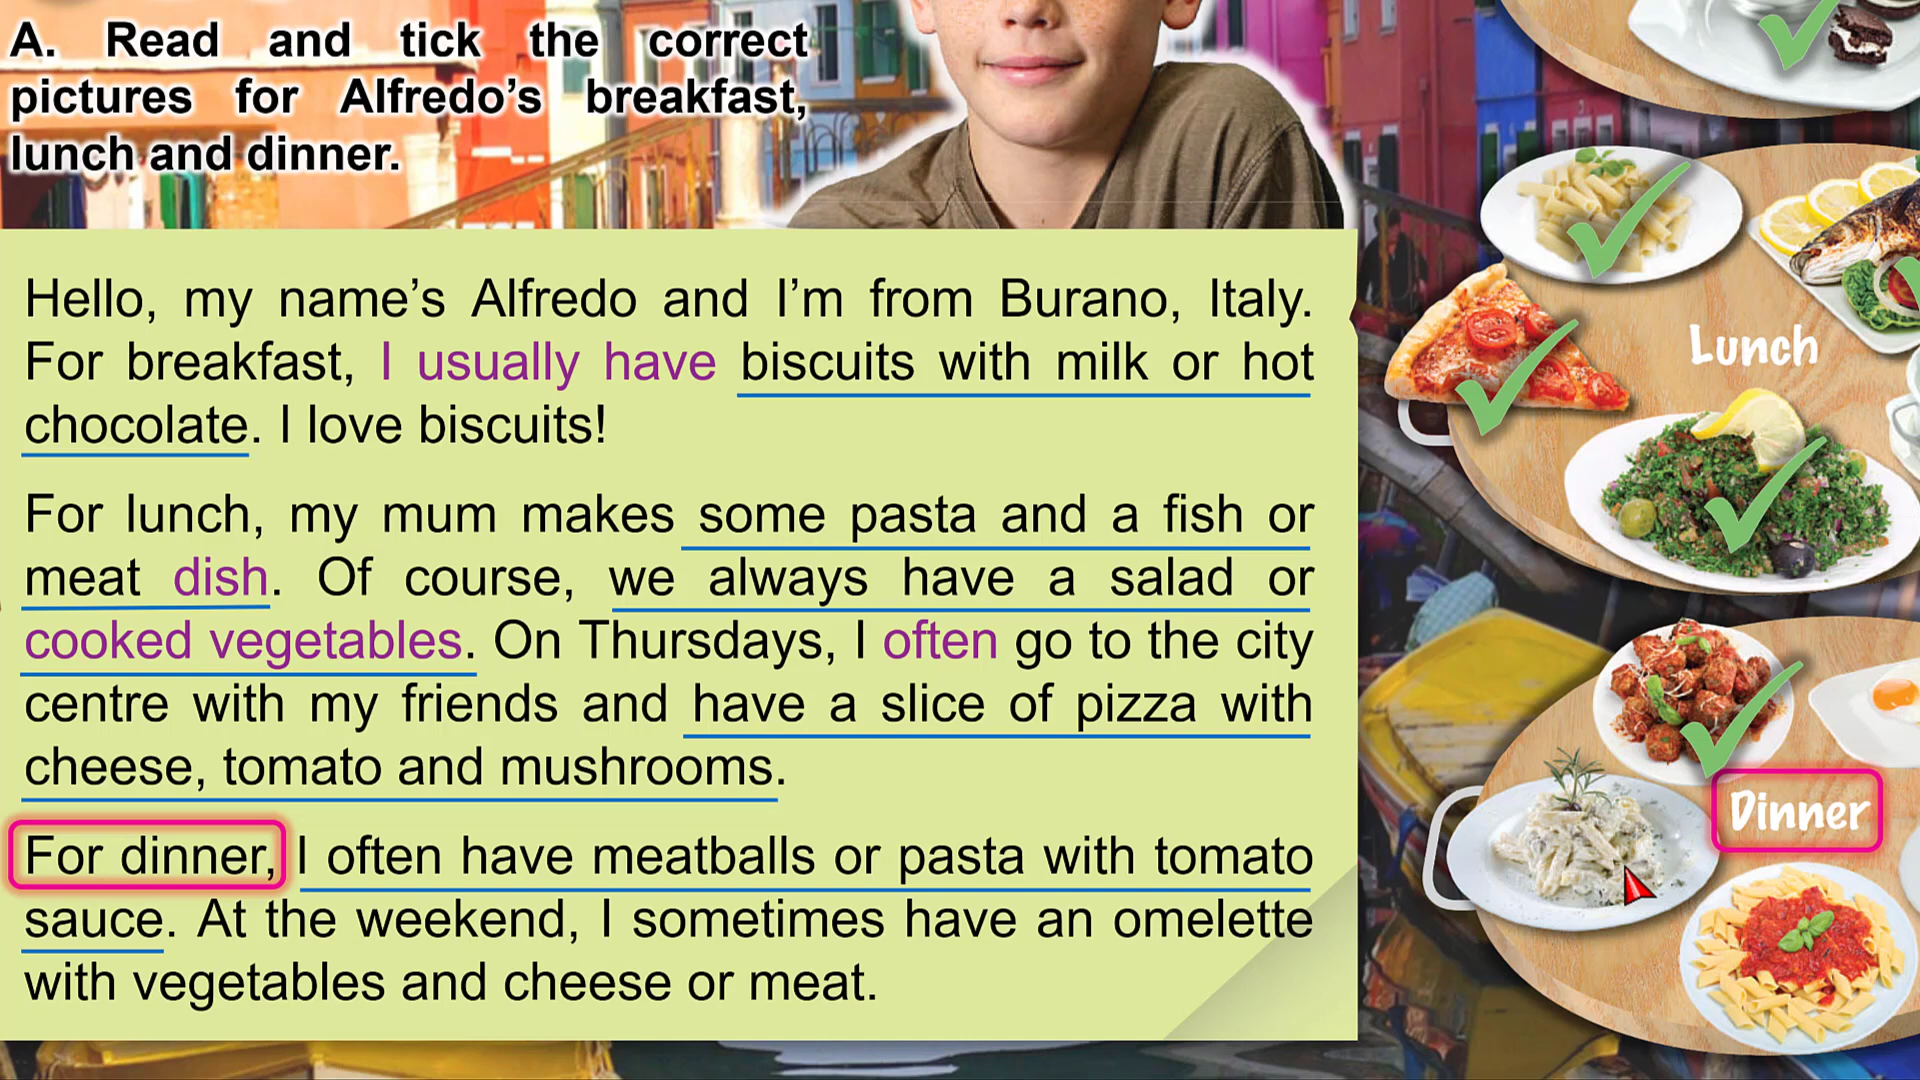 A. Read and tick the correct
pictures for Alfredo’s breakfast,
lunch and dinner.
Hello, my name’s Alfredo and I’m from Burano, Italy.
For breakfast, I usually have biscuits with milk or hot
chocolate. I love biscuits!
For lunch, my mum makes some pasta and a fish or
meat dish. Of course, we always have a salad or
cooked vegetables. On Thursdays, I often go to the city
centre with my friends and have a slice of pizza with
cheese, tomato and mushrooms.
For dinner, I often have meatballs or pasta with tomato
sauce. At the weekend, I sometimes have an omelette
with vegetables and cheese or meat.
Lunch
Dinner